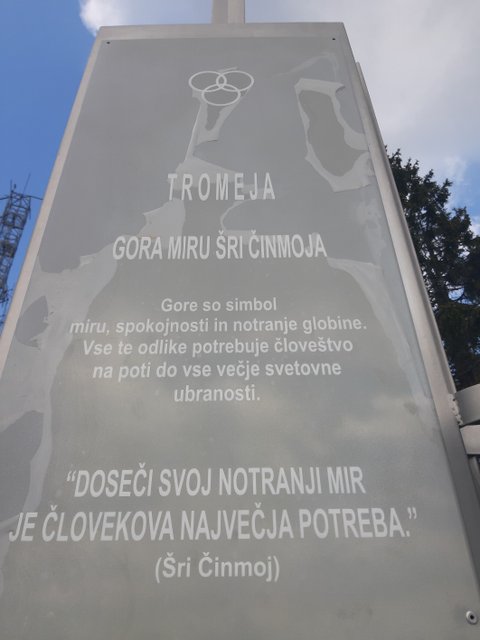 TROMEJA
GORA MIRU ŠRI ČINMOJA
Gore so simbol
miru, spokojnosti in notranje globine.
Vse te odlike potrebuje človeštvo
na poti do vse večje svetovne
ubranosti.
“DOSEČI SVOJ NOTRANJI MIR
JE ČLOVEKOVA NAJVEČJA POTREBA.”
(Šri Činmoj)